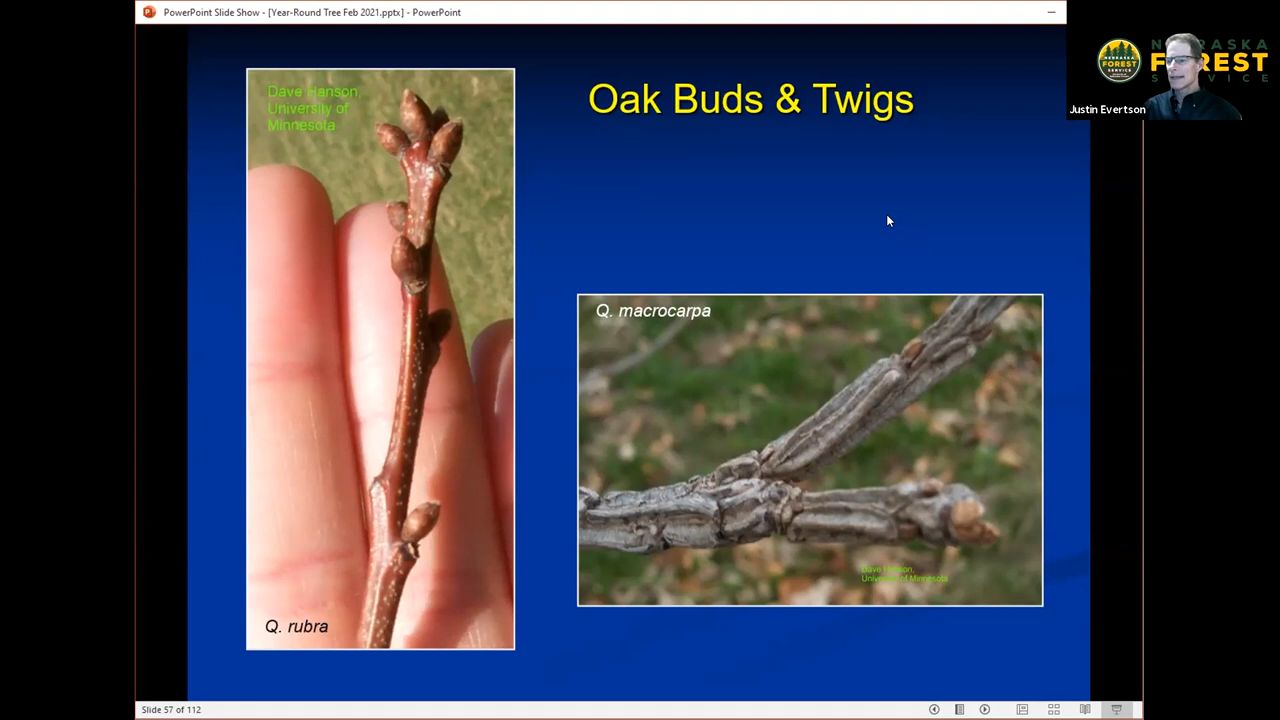 PowerPoint Slide Show - [Year-Round Tree Feb 2021.pptx] - PowerPoint
NEBRASKA
FOREST
SERVICE
Justin Evertson
Oak Buds & Twigs
Dave Hanson,
University of
Minnesota
Q. rubra
Q. macrocarpa
Dave Hanson,
University of Minnesota
Slide 57 of 112